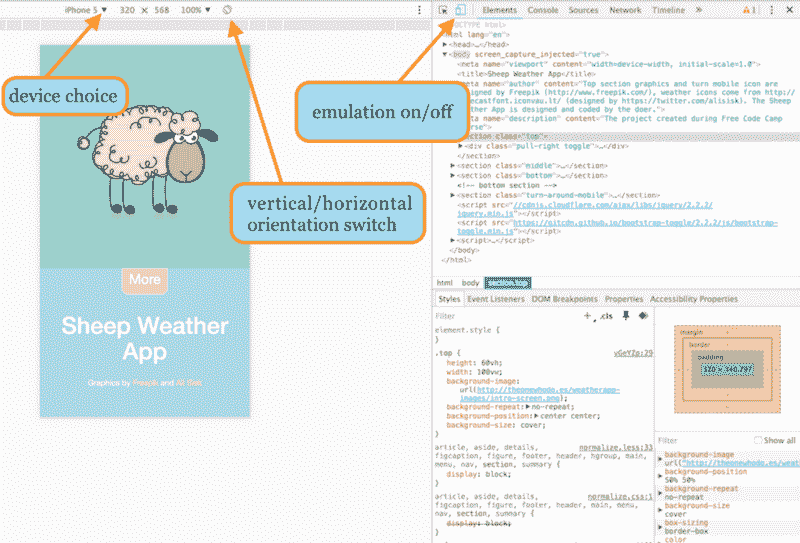 iPhone 5 ▼ 320 × 568 100% ▼
Elements Console Sources Network Timeline » 1
device choice
emulation on/off
vertical/horizontal
orientation switch
More
Sheep Weather
App
Graphics by Freepik and
<!DOCTYPE html>
<html lang="en">
▶<head>…</head>
▼<body screen_capture_injected="true">
<meta name="viewport" content="width=device-width, initial-scale=1.0">
<title>Sheep Weather App</title>
<meta name="author" content="Top section graphics and turn mobile icon are
designed by Freepik (http://www.freepik.com/), weather icons come from http://
(designed by https://twitter.com/alisisk). The Sheep
Weather App is designed and coded by the doer.">
<meta name="description" content="The project created during Free Code Camp
<section class="top">
▶<div class="pull-right toggle">…</div>
</section>
▶<section class="middle">…</section>
▶<section class="bottom">…</section>
<!-- bottom section -->
▶<section class="turn-around-mobile">…</section>
<script src="//cdnjs.cloudflare.com/ajax/libs/jquery/2.2.2/
jquery.min.js"></script>
<script src="https://gitcdn.github.io/bootstrap-toggle/2.2.2/js/bootstrap-
toggle.min.js"></script>
▶<script>…</script>
</body>
</html>
html body
Styles Event Listeners DOM Breakpoints Properties Accessibility Properties
Filter + .cls
element.style {
}
.top { yGeYZp:29
height: 60vh;
width: 100vw;
background-image:
url(http://theonewhodo.es/weatherapp-
images/intro-screen.png);
background-repeat:▶no-repeat;
background-position:▶center center;
background-size: cover;
}
article, aside, details, normalize.less:33
figcaption, figure, footer, header, hgroup, main,
menu, nav, section, summary {
display: block;
}
article, aside, details, normalize.css:1
figcaption, figure, footer, header, main, menu,
nav, section, summary {
display: block;
margin
border
padding
320 × 340.797
Filter Show all
▶background-image
url("http://theonewhodo.es/weat
▶background-position
50% 50%
▶background-repeat
no-repeat
▶background-size
cover
▶box-sizing
border-box
▶color